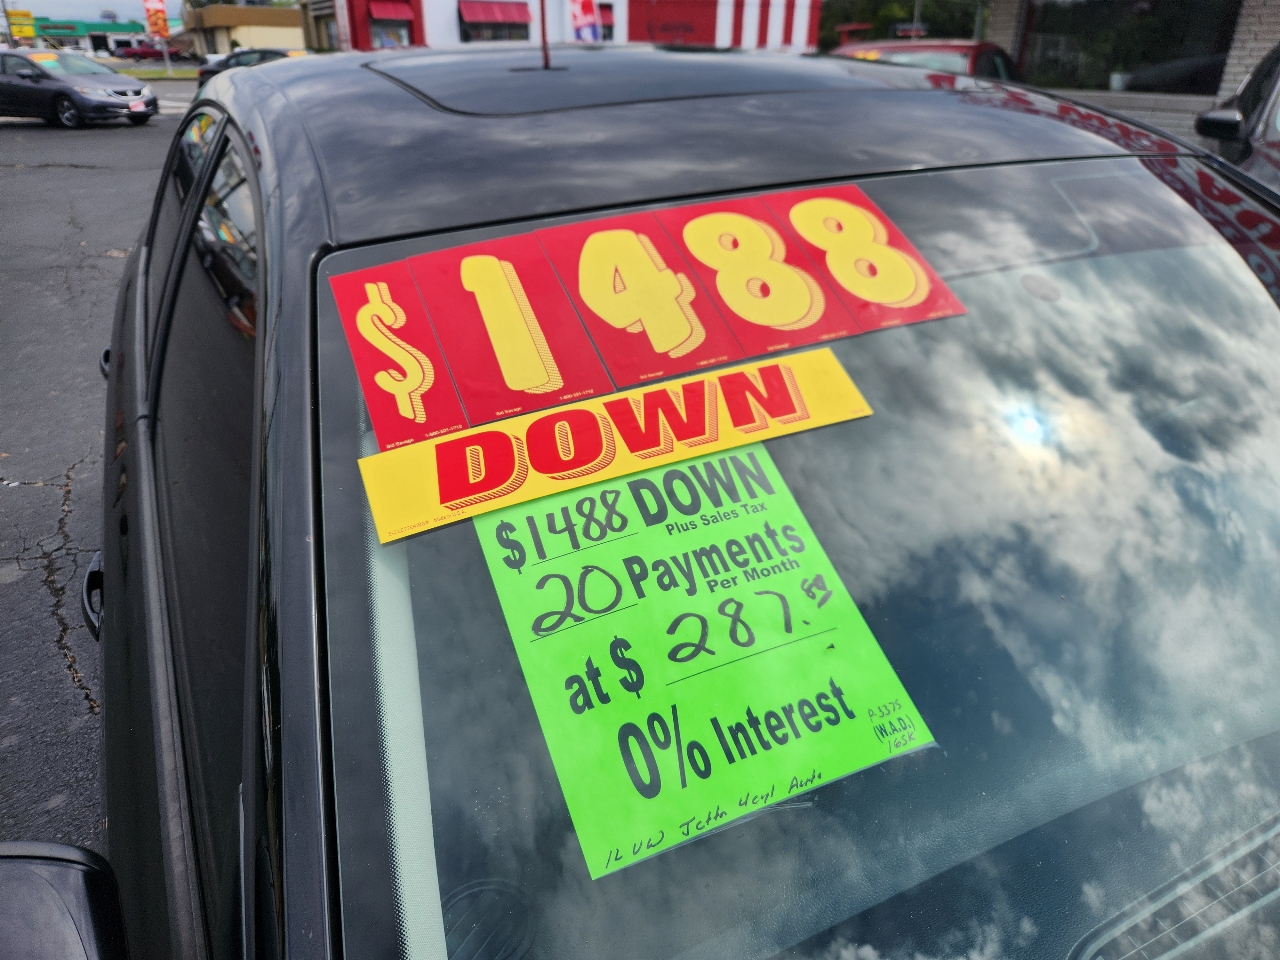 $1488
DOWN
$1488 DOWN
Plus Sales Tax
20 Payments
Per Month
at $ 287.
0% Interest
P-3375
(W.A.D.)
165K
12 VW Jetta 4cyl Auto